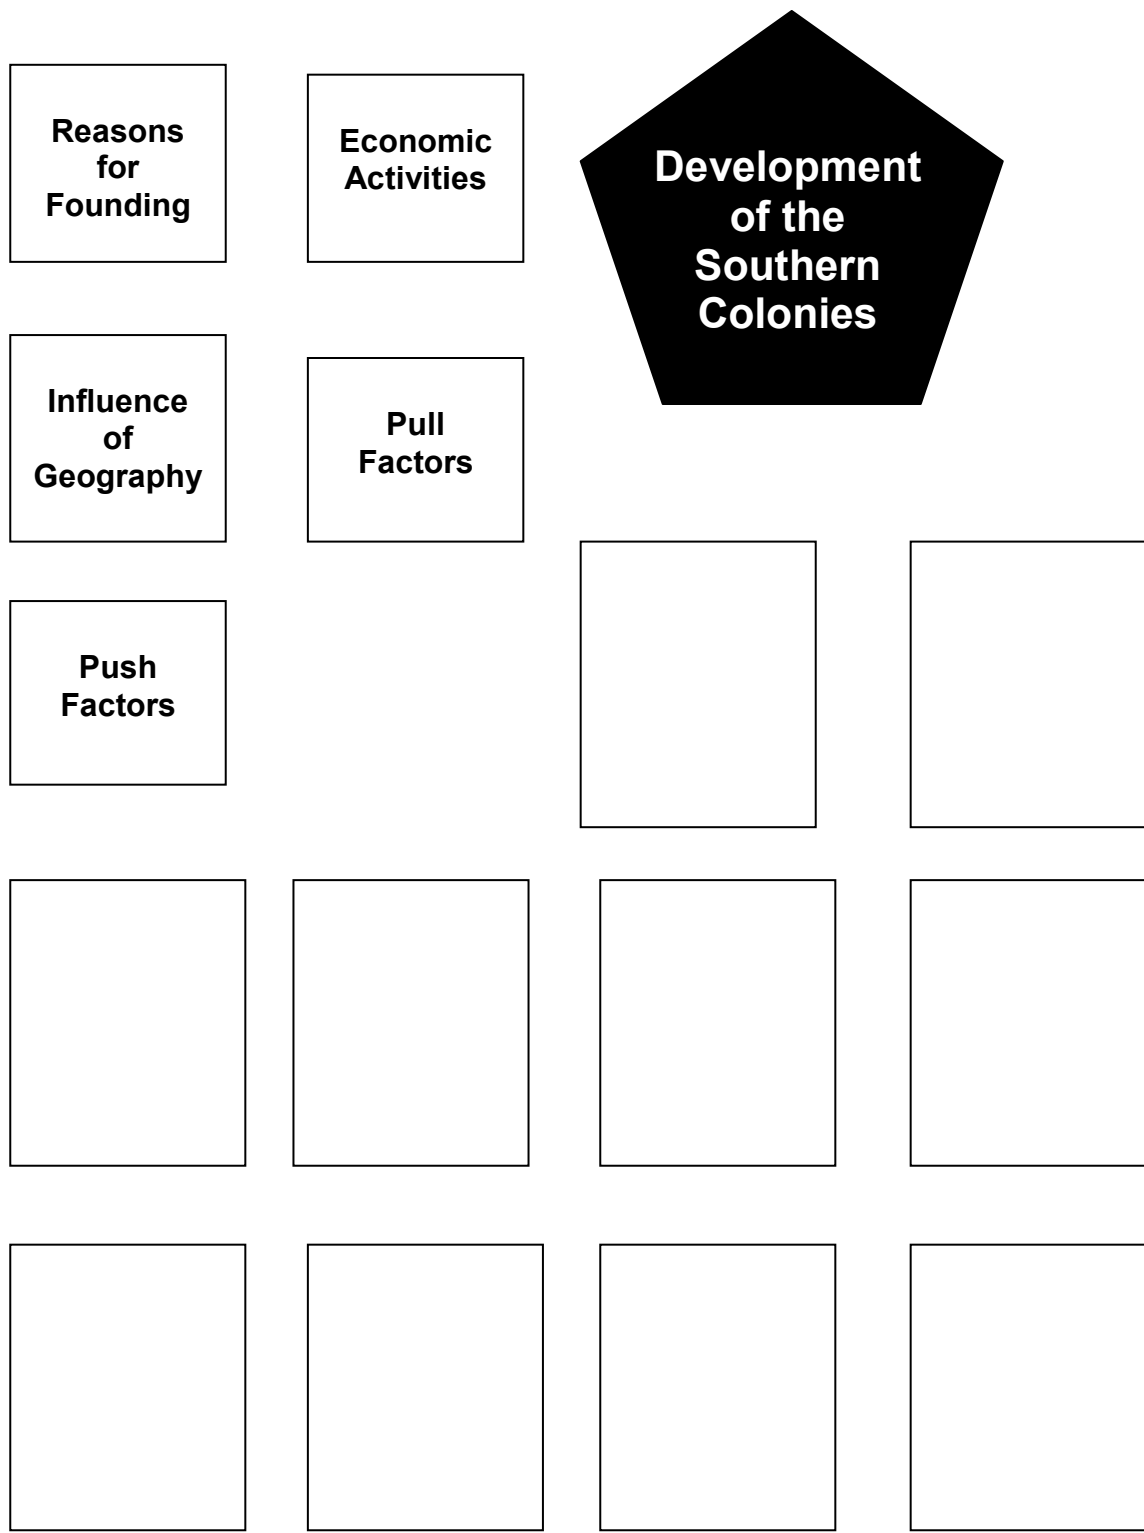 Reasons
for
Founding
Economic
Activities
Development
of the
Southern
Colonies
Influence
of
Geography
Pull
Factors
Push
Factors